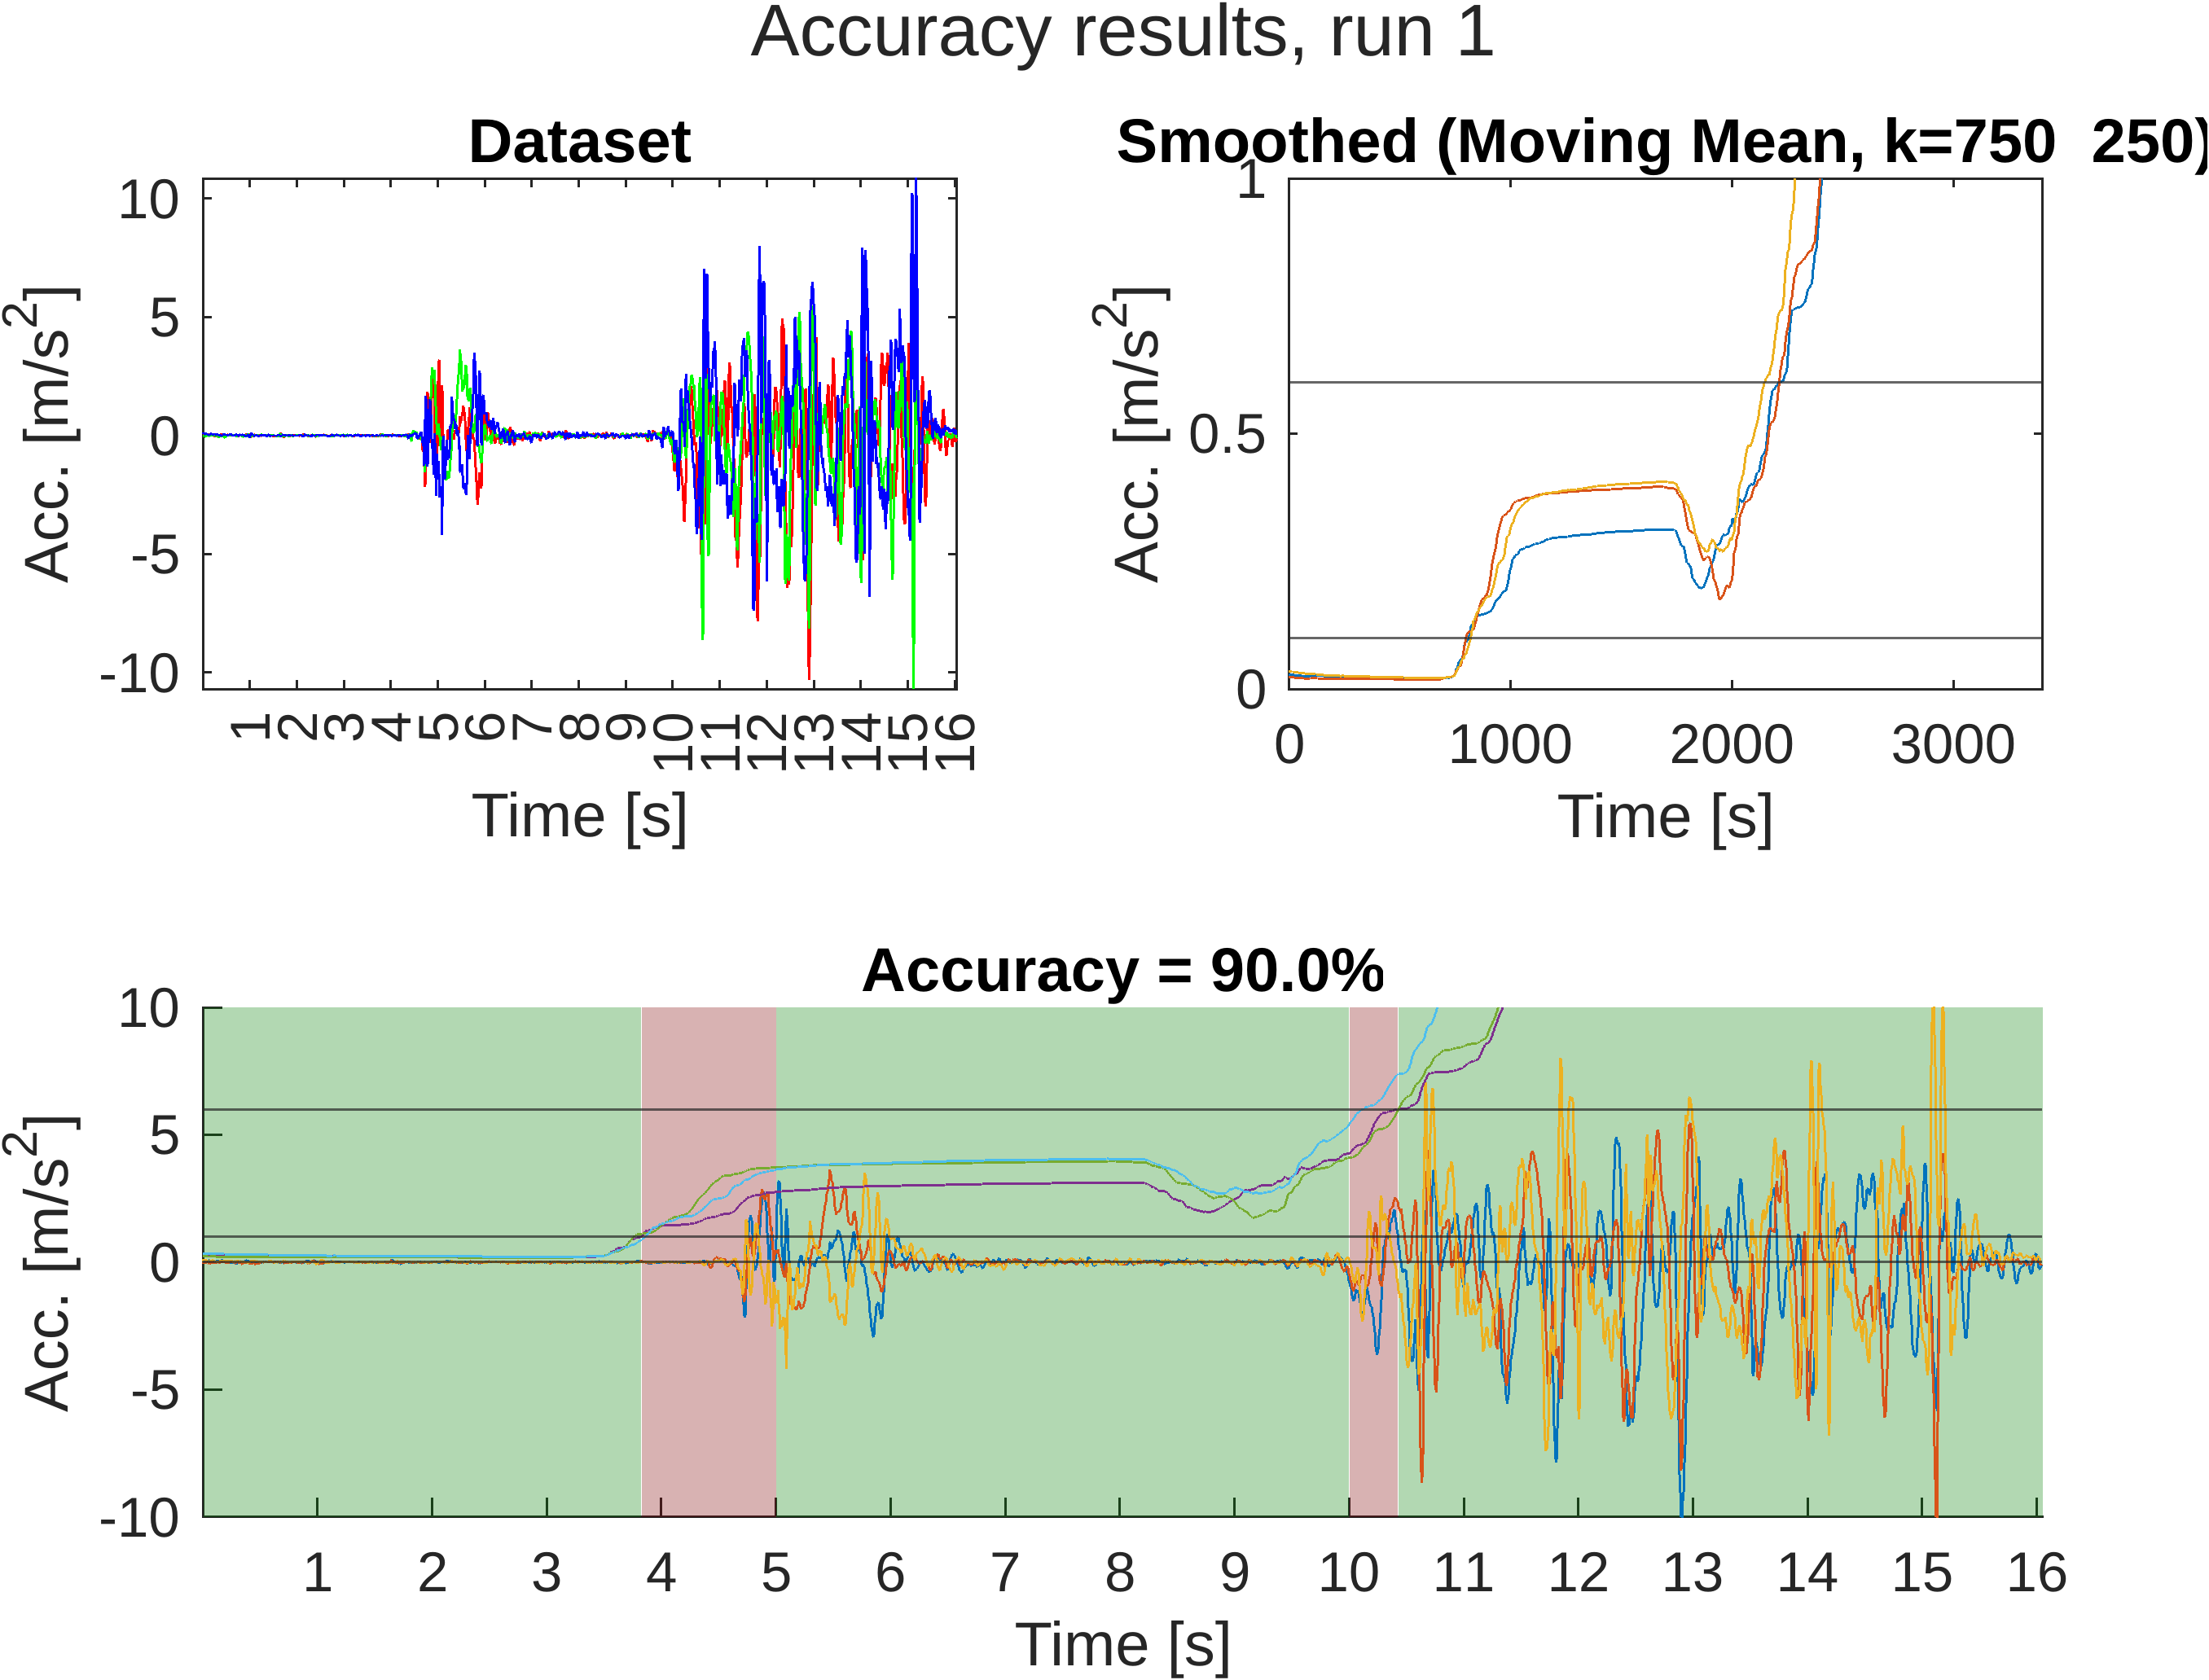 Accuracy results, run 1
Dataset
Acc. [m/s²]
10
5
0
-5
-10
1 2 3 4 5 6 7 8 9 10 11 12 13 14 15 16
Time [s]
Smoothed (Moving Mean, k=750  250)
Acc. [m/s²]
1
0.5
0
0 1000 2000 3000
Time [s]
Accuracy = 90.0%
Acc. [m/s²]
10
5
0
-5
-10
1 2 3 4 5 6 7 8 9 10 11 12 13 14 15 16
Time [s]